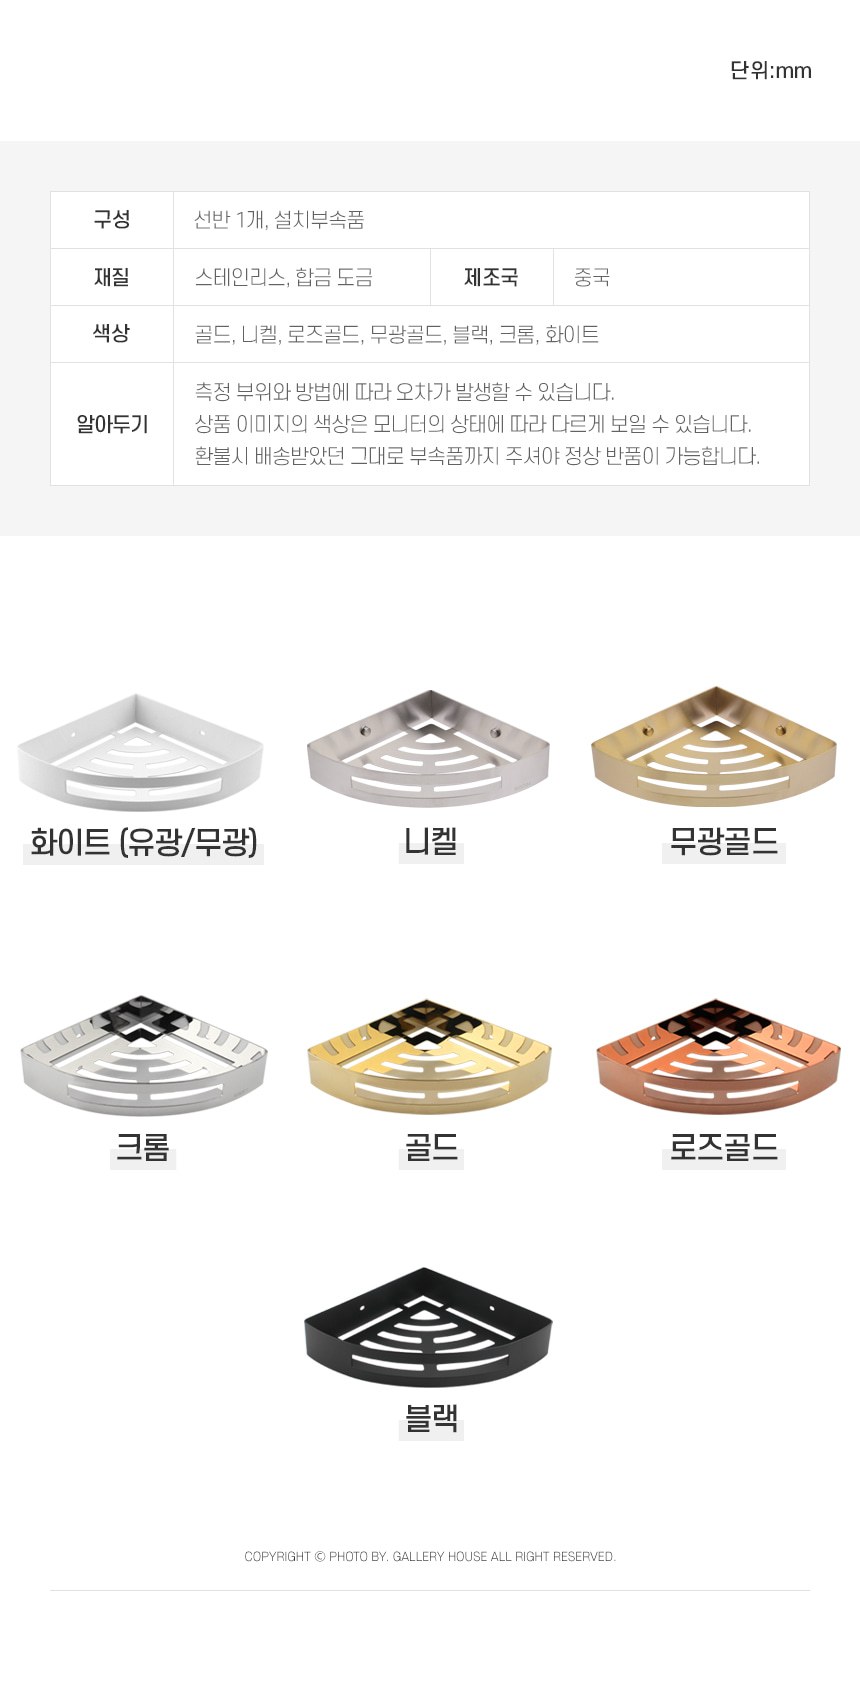 단위:mm
구성
선반 1개, 설치부속품
재질
스테인리스, 합금 도금
제조국
중국
색상
골드, 니켈, 로즈골드, 무광골드, 블랙, 크롬, 화이트
알아두기
측정 부위와 방법에 따라 오차가 발생할 수 있습니다.
상품 이미지의 색상은 모니터의 상태에 따라 다르게 보일 수 있습니다.
환불시 배송받았던 그대로 부속품까지 주셔야 정상 반품이 가능합니다.
화이트 (유광/무광)
니켈
무광골드
크롬
골드
로즈골드
블랙
COPYRIGHT © PHOTO BY. GALLERY HOUSE ALL RIGHT RESERVED.